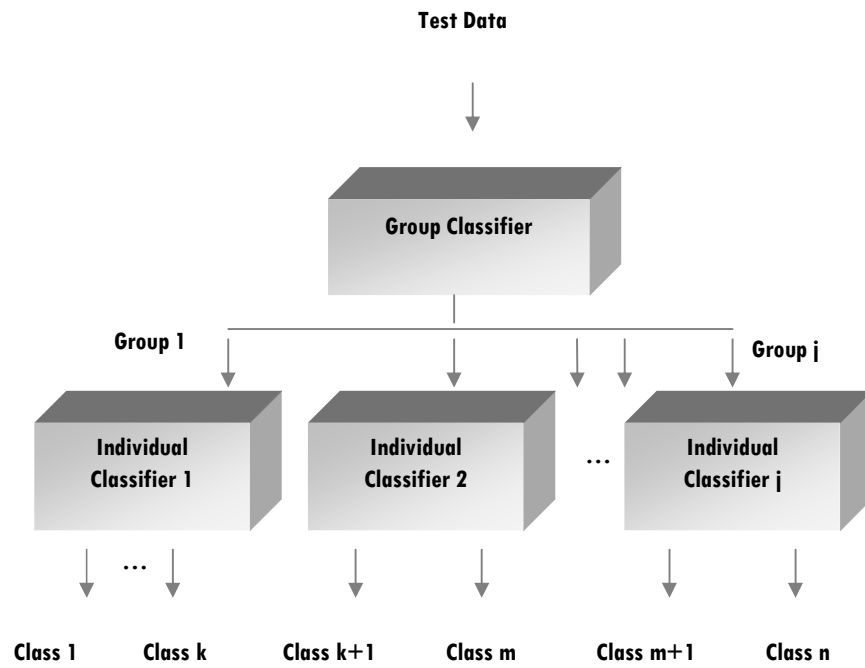 Test Data
Group Classifier
Group 1
Group j
Individual
Classifier 1
Individual
Classifier 2
...
Individual
Classifier j
...
Class 1
Class k
Class k+1
Class m
Class m+1
Class n